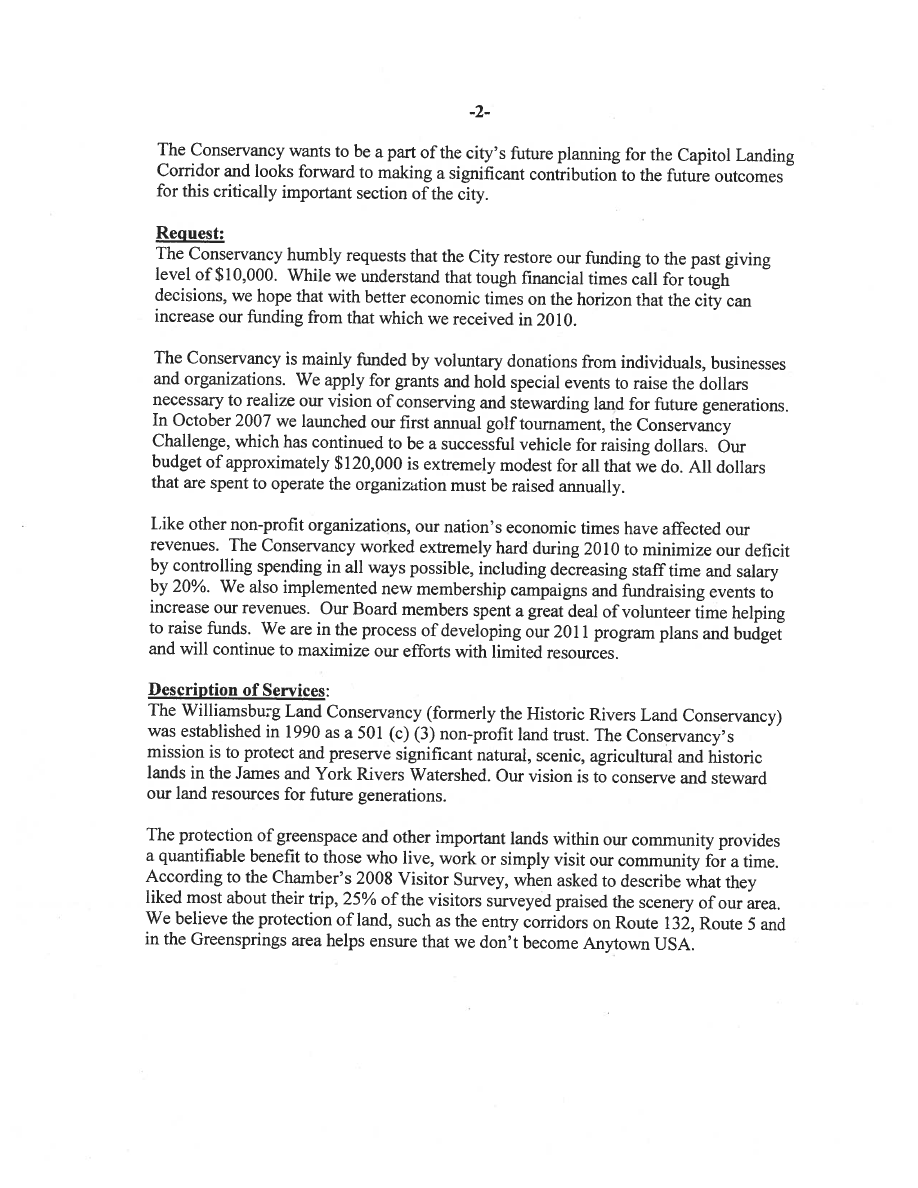 -2-
The Conservancy wants to be a part of the city's future planning for the Capitol Landing
Corridor and looks forward to making a significant contribution to the future outcomes
for this critically important section of the city.
Request:
The Conservancy humbly requests that the City restore our funding to the past giving
level of $10,000. While we understand that tough financial times call for tough
decisions, we hope that with better economic times on the horizon that the city can
increase our funding from that which we received in 2010.
The Conservancy is mainly funded by voluntary donations from individuals, businesses
and organizations. We apply for grants and hold special events to raise the dollars
necessary to realize our vision of conserving and stewarding land for future generations.
In October 2007 we launched our first annual golf tournament, the Conservancy
Challenge, which has continued to be a successful vehicle for raising dollars. Our
budget of approximately $120,000 is extremely modest for all that we do. All dollars
that are spent to operate the organization must be raised annually.
Like other non-profit organizations, our nation's economic times have affected our
revenues. The Conservancy worked extremely hard during 2010 to minimize our deficit
by controlling spending in all ways possible, including decreasing staff time and salary
by 20%. We also implemented new membership campaigns and fundraising events to
increase our revenues. Our Board members spent a great deal of volunteer time helping
to raise funds. We are in the process of developing our 2011 program plans and budget
and will continue to maximize our efforts with limited resources.
Description of Services:
The Williamsburg Land Conservancy (formerly the Historic Rivers Land Conservancy)
was established in 1990 as a 501 (c) (3) non-profit land trust. The Conservancy's
mission is to protect and preserve significant natural, scenic, agricultural and historic
lands in the James and York Rivers Watershed. Our vision is to conserve and steward
our land resources for future generations.
The protection of greenspace and other important lands within our community provides
a quantifiable benefit to those who live, work or simply visit our community for a time.
According to the Chamber's 2008 Visitor Survey, when asked to describe what they
liked most about their trip, 25% of the visitors surveyed praised the scenery of our area.
We believe the protection of land, such as the entry corridors on Route 132, Route 5 and
in the Greensprings area helps ensure that we don't become Anytown USA.